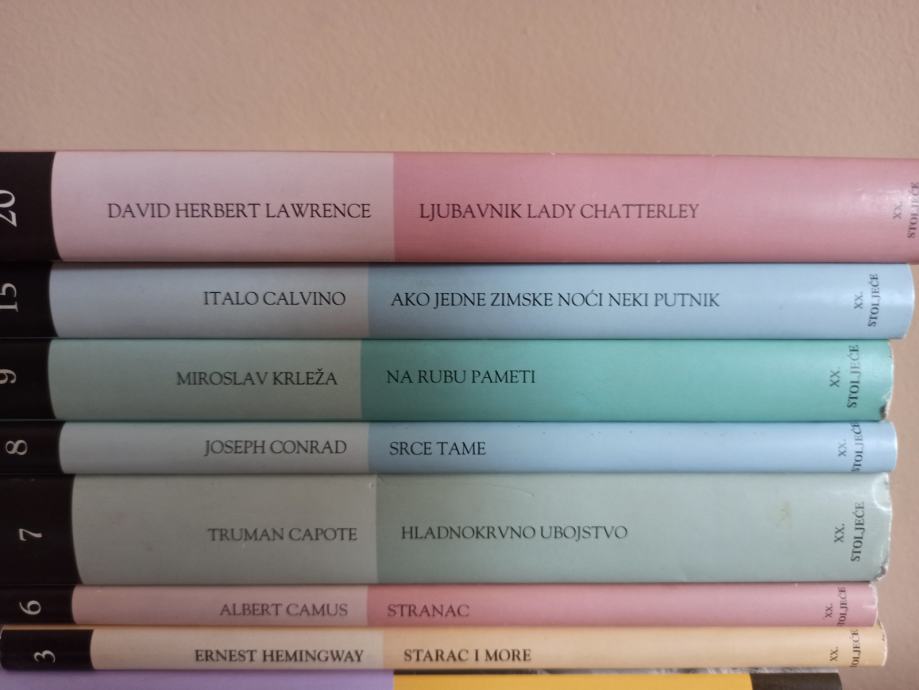 20 DAVID HERBERT LAWRENCE LJUBAVNIK LADY CHATTERLEY XX. STOLJEĆE
15 ITALO CALVINO AKO JEDNE ZIMSKE NOĆI NEKI PUTNIK XX. STOLJEĆE
9 MIROSLAV KRLEŽA NA RUBU PAMETI XX. STOLJEĆE
8 JOSEPH CONRAD SRCE TAME XX. STOLJEĆE
7 TRUMAN CAPOTE HLADNOKRVNO UBOJSTVO XX. STOLJEĆE
6 ALBERT CAMUS STRANAC XX. STOLJEĆE
3 ERNEST HEMINGWAY STARAC I MORE XX. STOLJEĆE